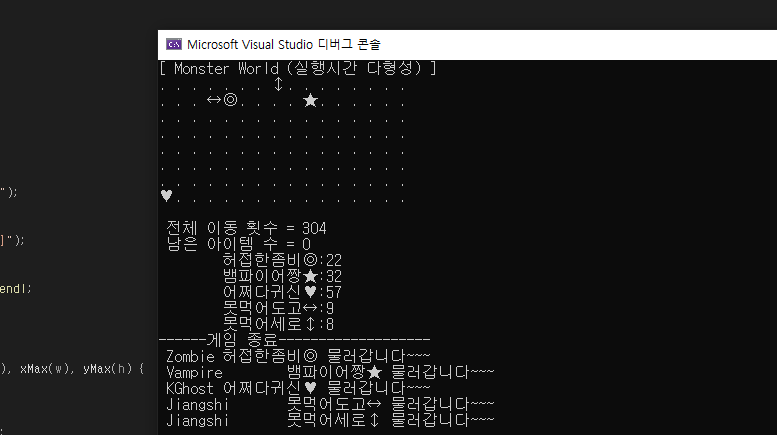 Microsoft Visual Studio 디버그 콘솔
[ Monster World (실행시간 다형성) ]
. . . . . . . ↕. . . . . . . .
. . . ↔◎. . . . ★. . . . . .
. . . . . . . . . . . . . . . .
. . . . . . . . . . . . . . . .
. . . . . . . . . . . . . . . .
. . . . . . . . . . . . . . . .
. . . . . . . . . . . . . . . .
♥. . . . . . . . . . . . . . .
전체 이동 횟수 = 304
남은 아이템 수 = 0
허접한좀비◎:22
뱀파이어짱★:32
어쩌다귀신♥:57
못먹어도고↔:9
못먹어세로↕:8
------게임 종료-------------------
Zombie 허접한좀비◎ 물러갑니다~~~
Vampire 뱀파이어짱★ 물러갑니다~~~
KGhost 어쩌다귀신♥ 물러갑니다~~~
Jiangshi 못먹어도고↔ 물러갑니다~~~
Jiangshi 못먹어세로↕ 물러갑니다~~~
");
]");
endl;
), xMax(w), yMax(h) {